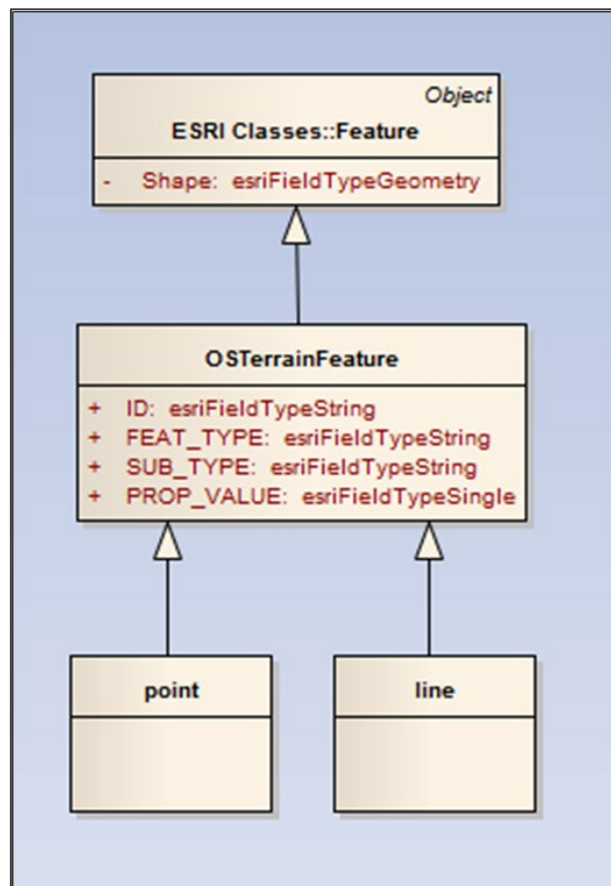 Object
ESRI Classes::Feature
- Shape: esriFieldTypeGeometry
OSTerrainFeature
+ ID: esriFieldTypeString
+ FEAT_TYPE: esriFieldTypeString
+ SUB_TYPE: esriFieldTypeString
+ PROP_VALUE: esriFieldTypeSingle
point
line